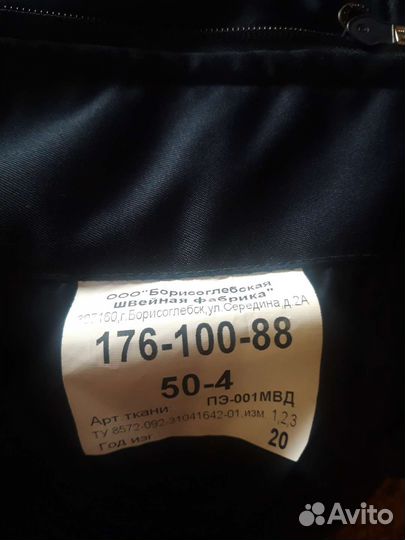 ООО"Борисоглебская
швейная фабрика"
397160,г.Борисоглебск,ул.Середина,д.2А
176-100-88
50-4
Арт ткани ПЭ-001МВД
ТУ 8572-092-31041642-01,изм 1,2,3
Год изг 20
Avito